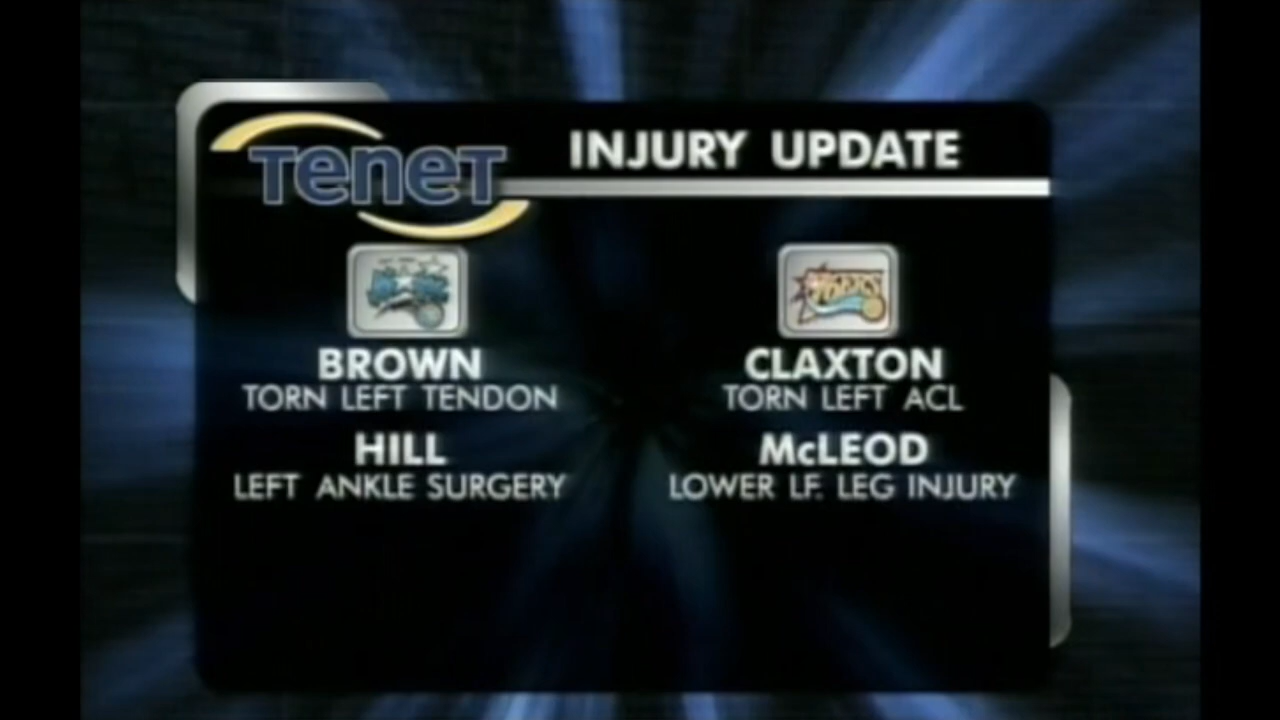 TENET
INJURY UPDATE
76ERS
BROWN
TORN LEFT TENDON
HILL
LEFT ANKLE SURGERY
CLAXTON
TORN LEFT ACL
McLEOD
LOWER LF. LEG INJURY